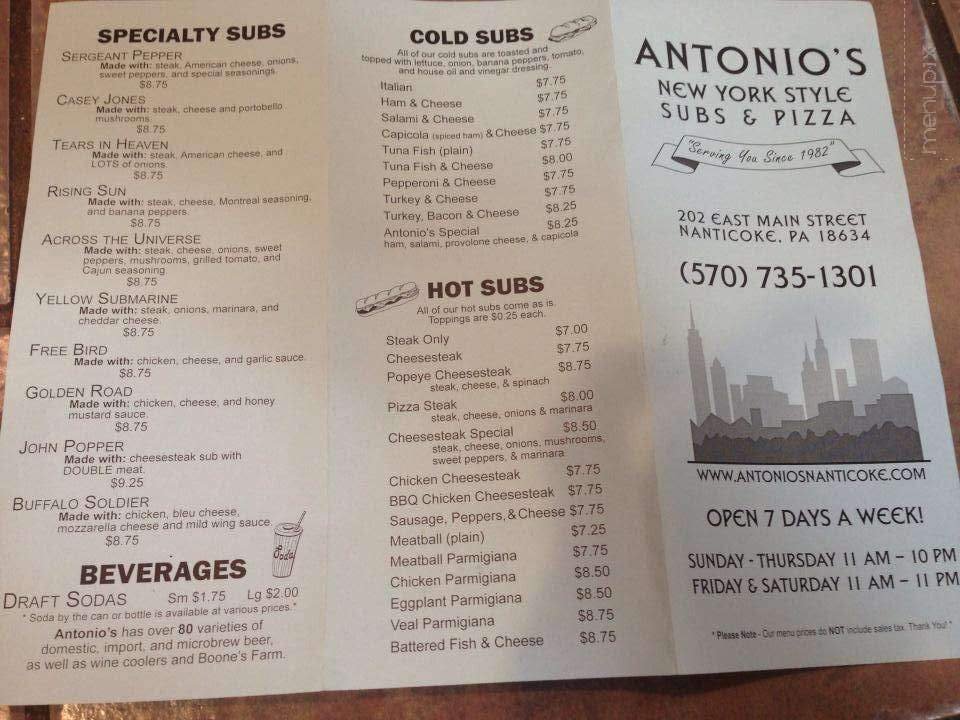 SPECIALTY SUBS
SERGEANT PEPPER
Made with: steak, American cheese, onions,
sweet peppers, and special seasonings.
$8.75
CASEY JONES
Made with: steak, cheese and portobello
mushrooms.
$8.75
TEARS IN HEAVEN
Made with: steak, American cheese, and
LOTS of onions.
$8.75
RISING SUN
Made with: steak, cheese, Montreal seasoning,
and banana peppers.
$8.75
ACROSS THE UNIVERSE
Made with: steak, cheese, onions, sweet
peppers, mushrooms, grilled tomato, and
Cajun seasoning.
$8.75
YELLOW SUBMARINE
Made with: steak, onions, marinara, and
cheddar cheese.
$8.75
FREE BIRD
Made with: chicken, cheese, and garlic sauce.
$8.75
GOLDEN ROAD
Made with: chicken, cheese, and honey
mustard sauce.
$8.75
JOHN POPPER
Made with: cheesesteak sub with
DOUBLE meat.
$9.25
BUFFALO SOLDIER
Made with: chicken, bleu cheese,
mozzarella cheese and mild wing sauce.
$8.75
Soda
BEVERAGES
DRAFT SODAS Sm $1.75 Lg $2.00
* Soda by the can or bottle is available at various prices.*
Antonio's has over 80 varieties of
domestic, import, and microbrew beer,
as well as wine coolers and Boone's Farm.
COLD SUBS
All of our cold subs are toasted and
topped with lettuce, onion, banana peppers, tomato,
and house oil and vinegar dressing.
Italian $7.75
Ham & Cheese $7.75
Salami & Cheese $7.75
Capicola (spiced ham) & Cheese $7.75
Tuna Fish (plain) $7.75
Tuna Fish & Cheese $8.00
Pepperoni & Cheese $7.75
Turkey & Cheese $7.75
Turkey, Bacon & Cheese $8.25
Antonio's Special $8.25
ham, salami, provolone cheese, & capicola
HOT SUBS
All of our hot subs come as is.
Toppings are $0.25 each.
Steak Only $7.00
Cheesesteak $7.75
Popeye Cheesesteak $8.75
steak, cheese, & spinach
Pizza Steak $8.00
steak, cheese, onions & marinara
Cheesesteak Special $8.50
steak, cheese, onions, mushrooms,
sweet peppers, & marinara
Chicken Cheesesteak $7.75
BBQ Chicken Cheesesteak $7.75
Sausage, Peppers, & Cheese $7.75
Meatball (plain) $7.25
Meatball Parmigiana $7.75
Chicken Parmigiana $8.50
Eggplant Parmigiana $8.50
Veal Parmigiana $8.75
Battered Fish & Cheese $8.75
ANTONIO'S
NEW YORK STYLE
SUBS & PIZZA
"Serving You Since 1982"
202 EAST MAIN STREET
NANTICOKE, PA 18634
(570) 735-1301
WWW.ANTONIOSNANTICOKE.COM
OPEN 7 DAYS A WEEK!
SUNDAY - THURSDAY 11 AM – 10 PM
FRIDAY & SATURDAY 11 AM – 11 PM
* Please Note - Our menu prices do NOT include sales tax. Thank You! *
menupix